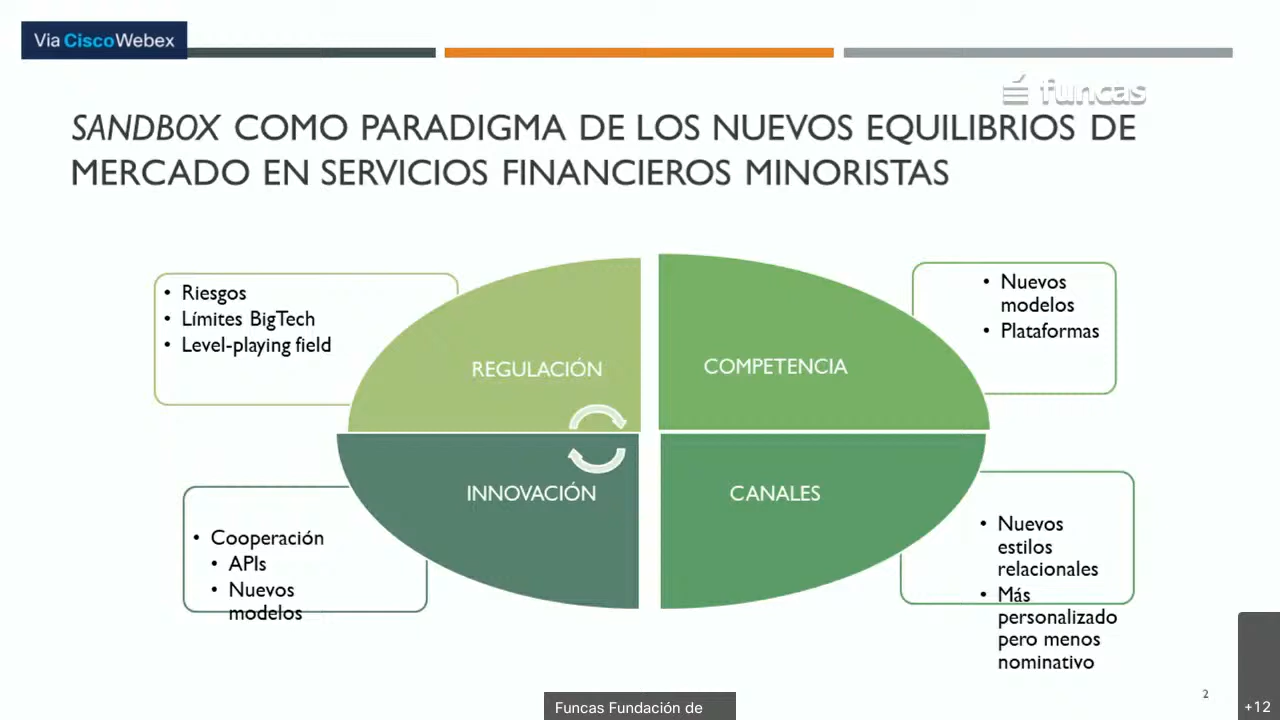 Via CiscoWebex
funcas
SANDBOX COMO PARADIGMA DE LOS NUEVOS EQUILIBRIOS DE
MERCADO EN SERVICIOS FINANCIEROS MINORISTAS
• Riesgos
• Límites BigTech
• Level-playing field
REGULACIÓN
COMPETENCIA
• Nuevos
modelos
• Plataformas
• Cooperación
• APIs
• Nuevos
modelos
INNOVACIÓN
CANALES
• Nuevos
estilos
relacionales
• Más
personalizado
pero menos
nominativo
2
Funcas Fundación de
+12